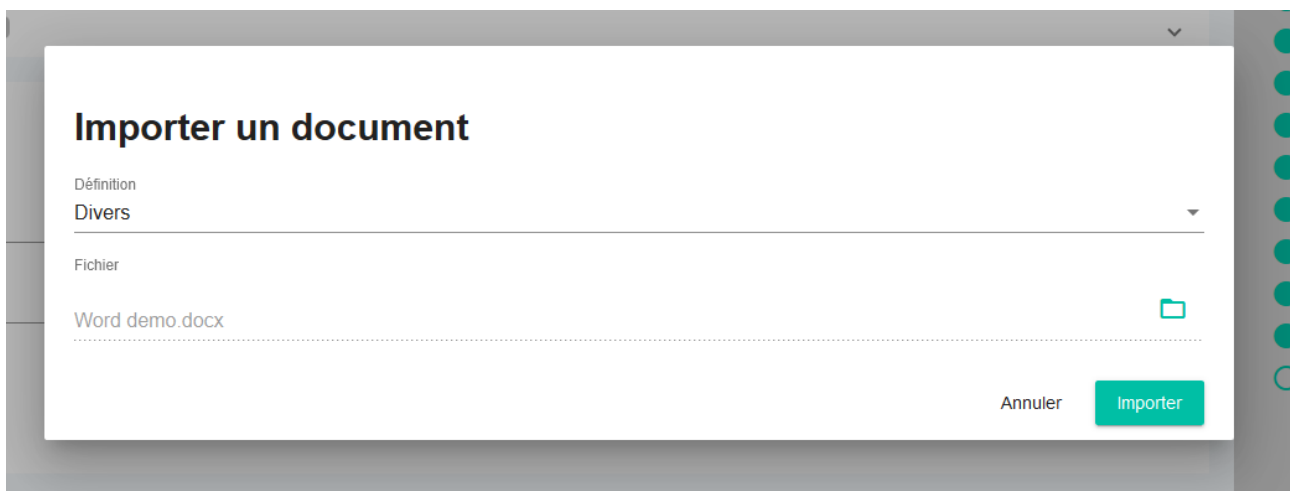 Importer un document
Définition
Divers
Fichier
Word demo.docx
Annuler Importer